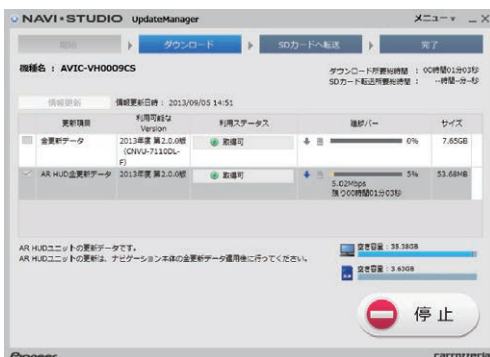 NAVI•STUDIO UpdateManager
メニュー
開始
ダウンロード
SDカードへ転送
完了
機種名 : AVIC-VH0009CS
ダウンロード所要総時間 : 00時間01分03秒
SDカード転送所要総時間 : --時間--分--秒
情報更新
情報更新日時 : 2013/09/05 14:51
更新項目
利用可能な
Version
利用ステータス
進捗バー
サイズ
全更新データ
2013年度 第2.0.0版
(CNVU-7110DL-
F)
取得可
0%
7.65GB
AR HUD全更新データ
2013年度 第2.0.0版
取得可
5%
53.68MB
5.02Mbps
残り00時間01分03秒
AR HUDユニットの更新データです。
AR HUDユニットの更新は、ナビゲーション本体の全更新データ適用後に行ってください。
空き容量 : 35.38GB
空き容量 : 3.63GB
停止
Pioneer
carrozzeria